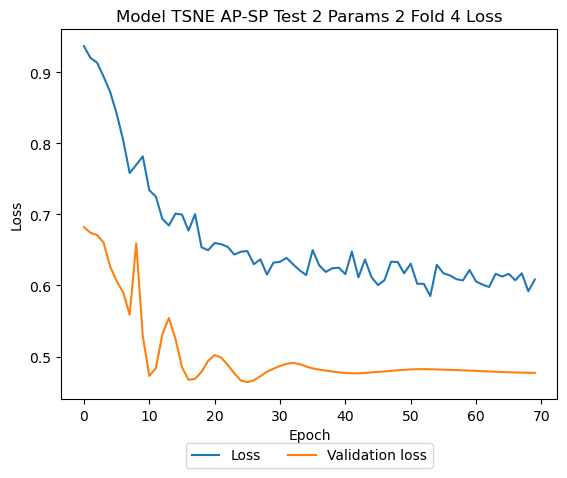 Model TSNE AP-SP Test 2 Params 2 Fold 4 Loss
Loss
0.9
0.8
0.7
0.6
0.5
0 10 20 30 40 50 60 70
Epoch
Loss Validation loss